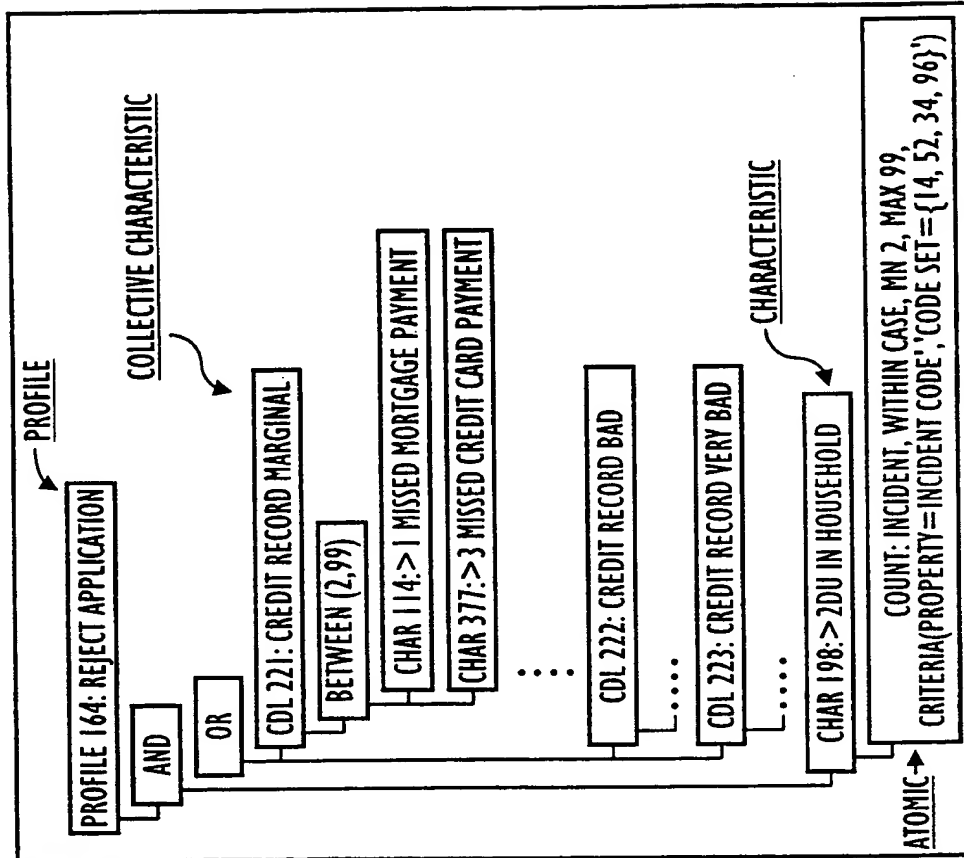 PROFILE
PROFILE 164: REJECT APPLICATION
AND
OR
COLLECTIVE CHARACTERISTIC
CDL 221: CREDIT RECORD MARGINAL
BETWEEN (2,99)
CHAR 114:> 1 MISSED MORTGAGE PAYMENT
CHAR 377:> 3 MISSED CREDIT CARD PAYMENT
....
CDL 222: CREDIT RECORD BAD
.....
CDL 223: CREDIT RECORD VERY BAD
.....
CHARACTERISTIC
CHAR 198:> 2DU IN HOUSEHOLD
ATOMIC
COUNT: INCIDENT, WITHIN CASE, MN 2, MAX 99,
CRITERIA(PROPERTY=INCIDENT CODE','CODE SET={14, 52, 34, 96}')